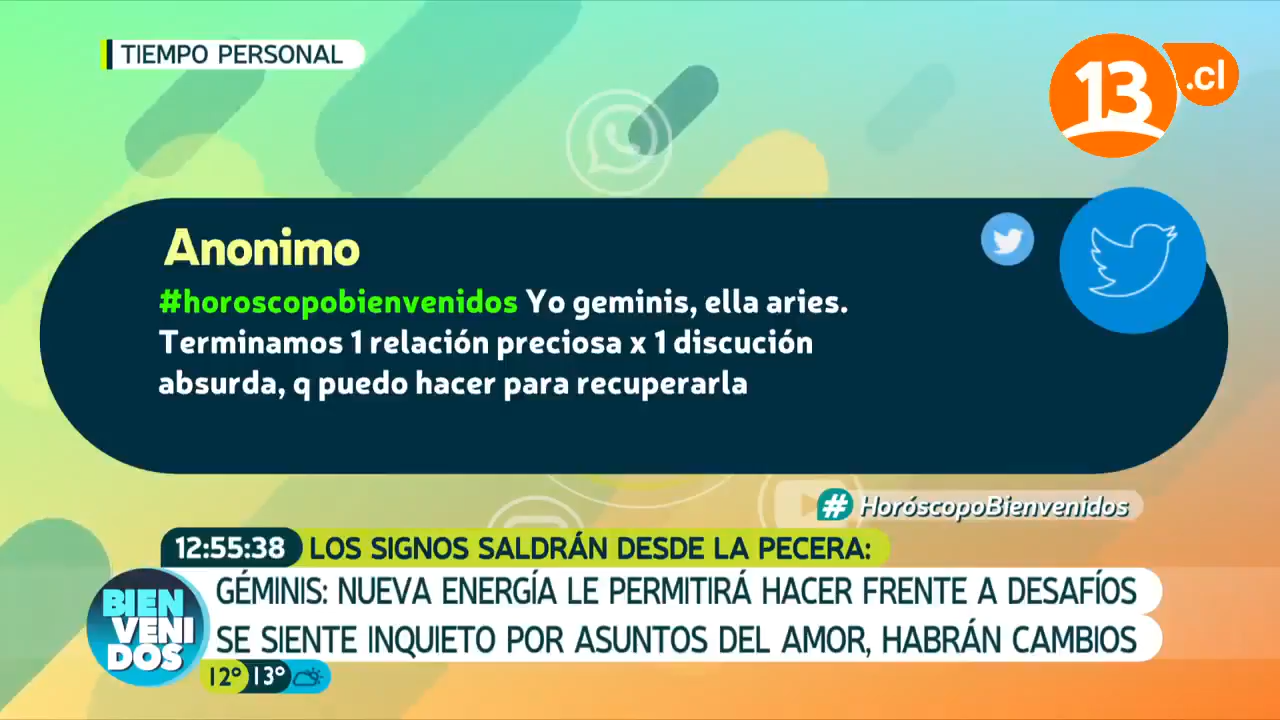 TIEMPO PERSONAL
13
.cl
Anonimo
#horoscopobienvenidos Yo geminis, ella aries.
Terminamos 1 relación preciosa x 1 discución
absurda, q puedo hacer para recuperarla
# HoróscopoBienvenidos
12:55:38 LOS SIGNOS SALDRÁN DESDE LA PECERA:
GÉMINIS: NUEVA ENERGÍA LE PERMITIRÁ HACER FRENTE A DESAFÍOS
SE SIENTE INQUIETO POR ASUNTOS DEL AMOR, HABRÁN CAMBIOS
BIEN
VENI
DOS
12° 13°